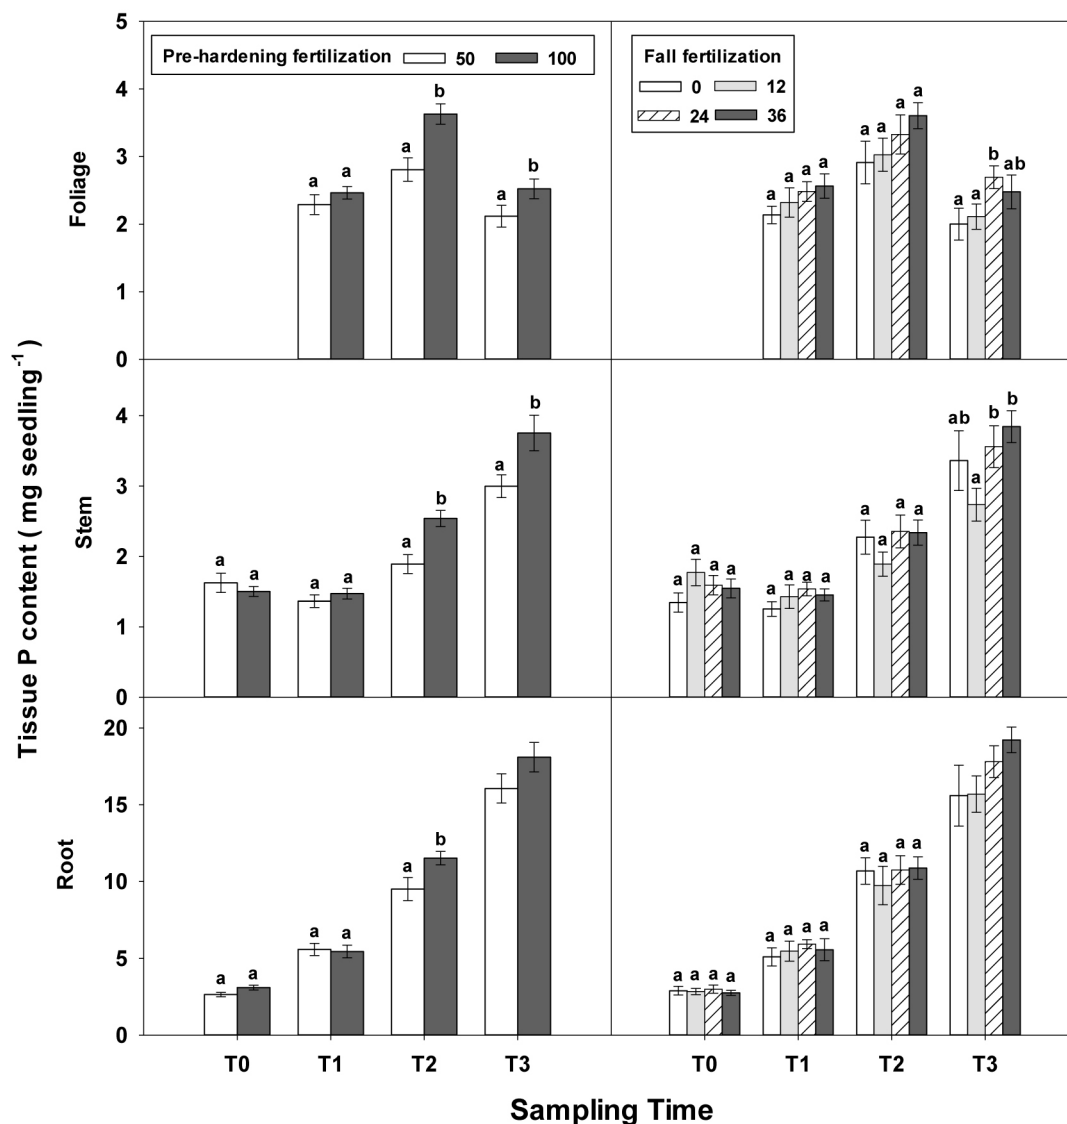 Pre-hardening fertilization 50 100
Fall fertilization
0 12
24 36
Tissue P content ( mg seedling⁻¹ )
Foliage
5
4
3
2
1
0
a a a b a b
a a a a a a a a a a b ab
Stem
4
3
2
1
0
a a a a a b a b
a a a a a a a a a a a a ab a b b
Root
20
15
10
5
0
a a a a a b
a a a a a a a a a a a a
T0 T1 T2 T3 T0 T1 T2 T3
Sampling Time